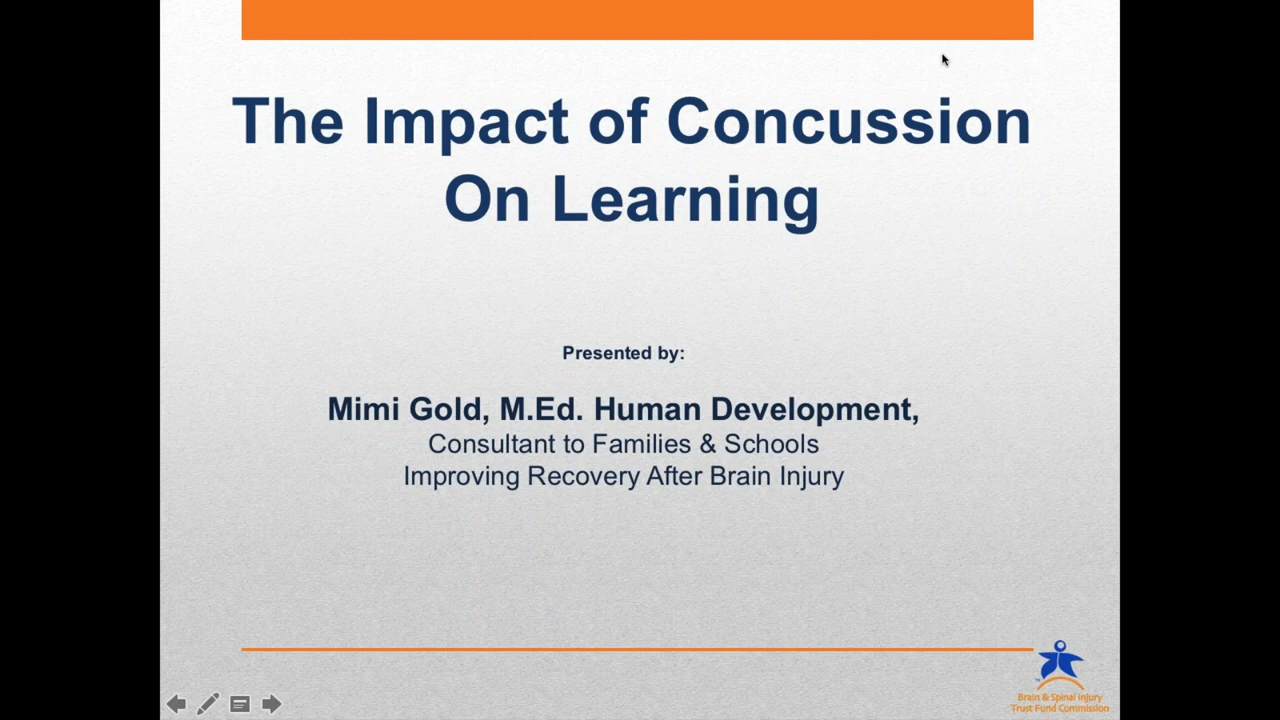 The Impact of Concussion
On Learning
Presented by:
Mimi Gold, M.Ed. Human Development,
Consultant to Families & Schools
Improving Recovery After Brain Injury
Brain & Spinal Injury
Trust Fund Commission